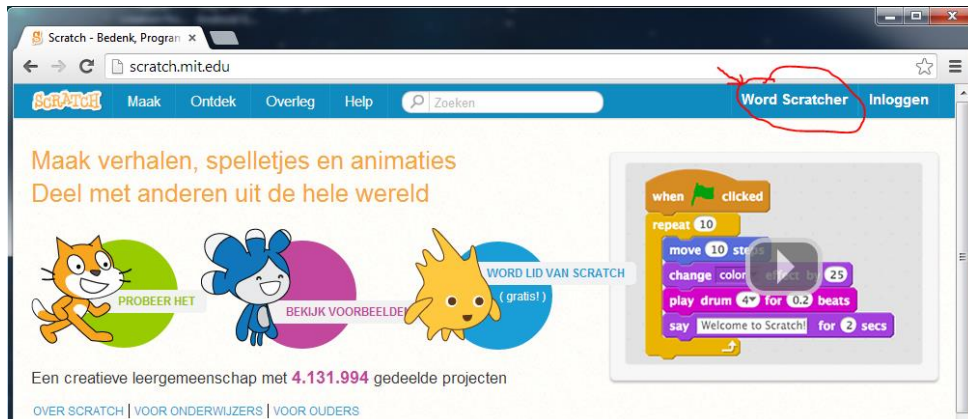 Scratch - Bedenk, Progran
scratch.mit.edu
SCRATCH Maak Ontdek Overleg Help Zoeken Word Scratcher Inloggen
Maak verhalen, spelletjes en animaties
Deel met anderen uit de hele wereld
PROBEER HET
BEKIJK VOORBEELDE
WORD LID VAN SCRATCH
( gratis! )
when clicked
repeat 10
move 10 steps
change color effect by 25
play drum 4 for 0.2 beats
say Welcome to Scratch! for 2 secs
Een creatieve leergemeenschap met 4.131.994 gedeelde projecten
OVER SCRATCH | VOOR ONDERWIJZERS | VOOR OUDERS